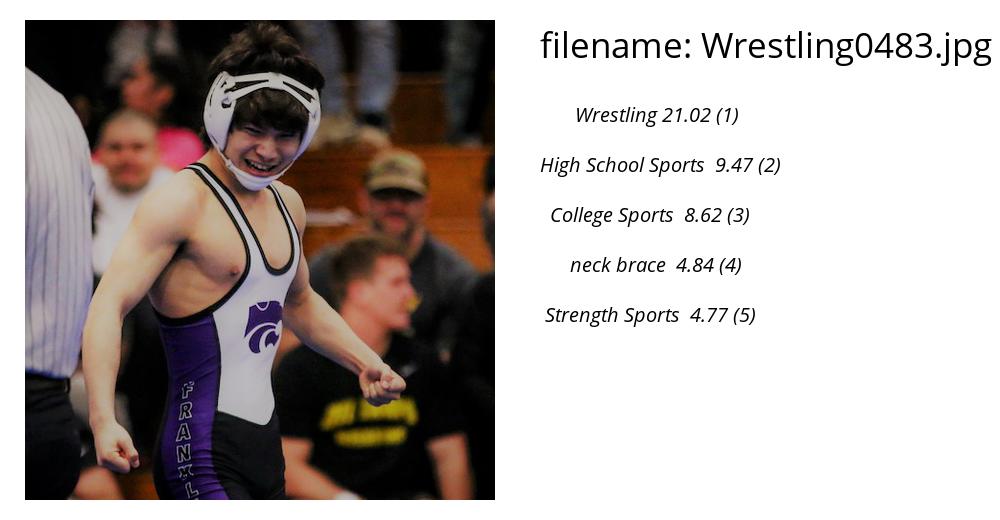 filename: Wrestling0483.jpg
Wrestling 21.02 (1)
High School Sports 9.47 (2)
College Sports 8.62 (3)
neck brace 4.84 (4)
Strength Sports 4.77 (5)
FRANKL